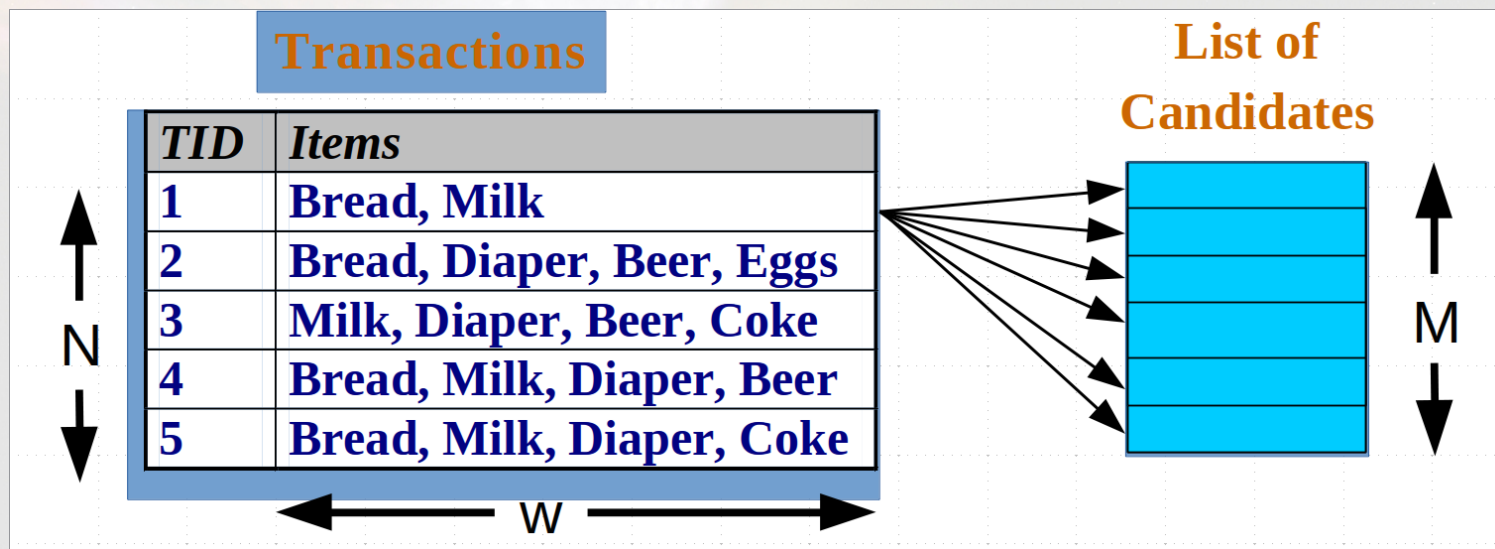 Transactions
List of
Candidates
TID Items
1 Bread, Milk
2 Bread, Diaper, Beer, Eggs
3 Milk, Diaper, Beer, Coke
4 Bread, Milk, Diaper, Beer
5 Bread, Milk, Diaper, Coke
N
M
w